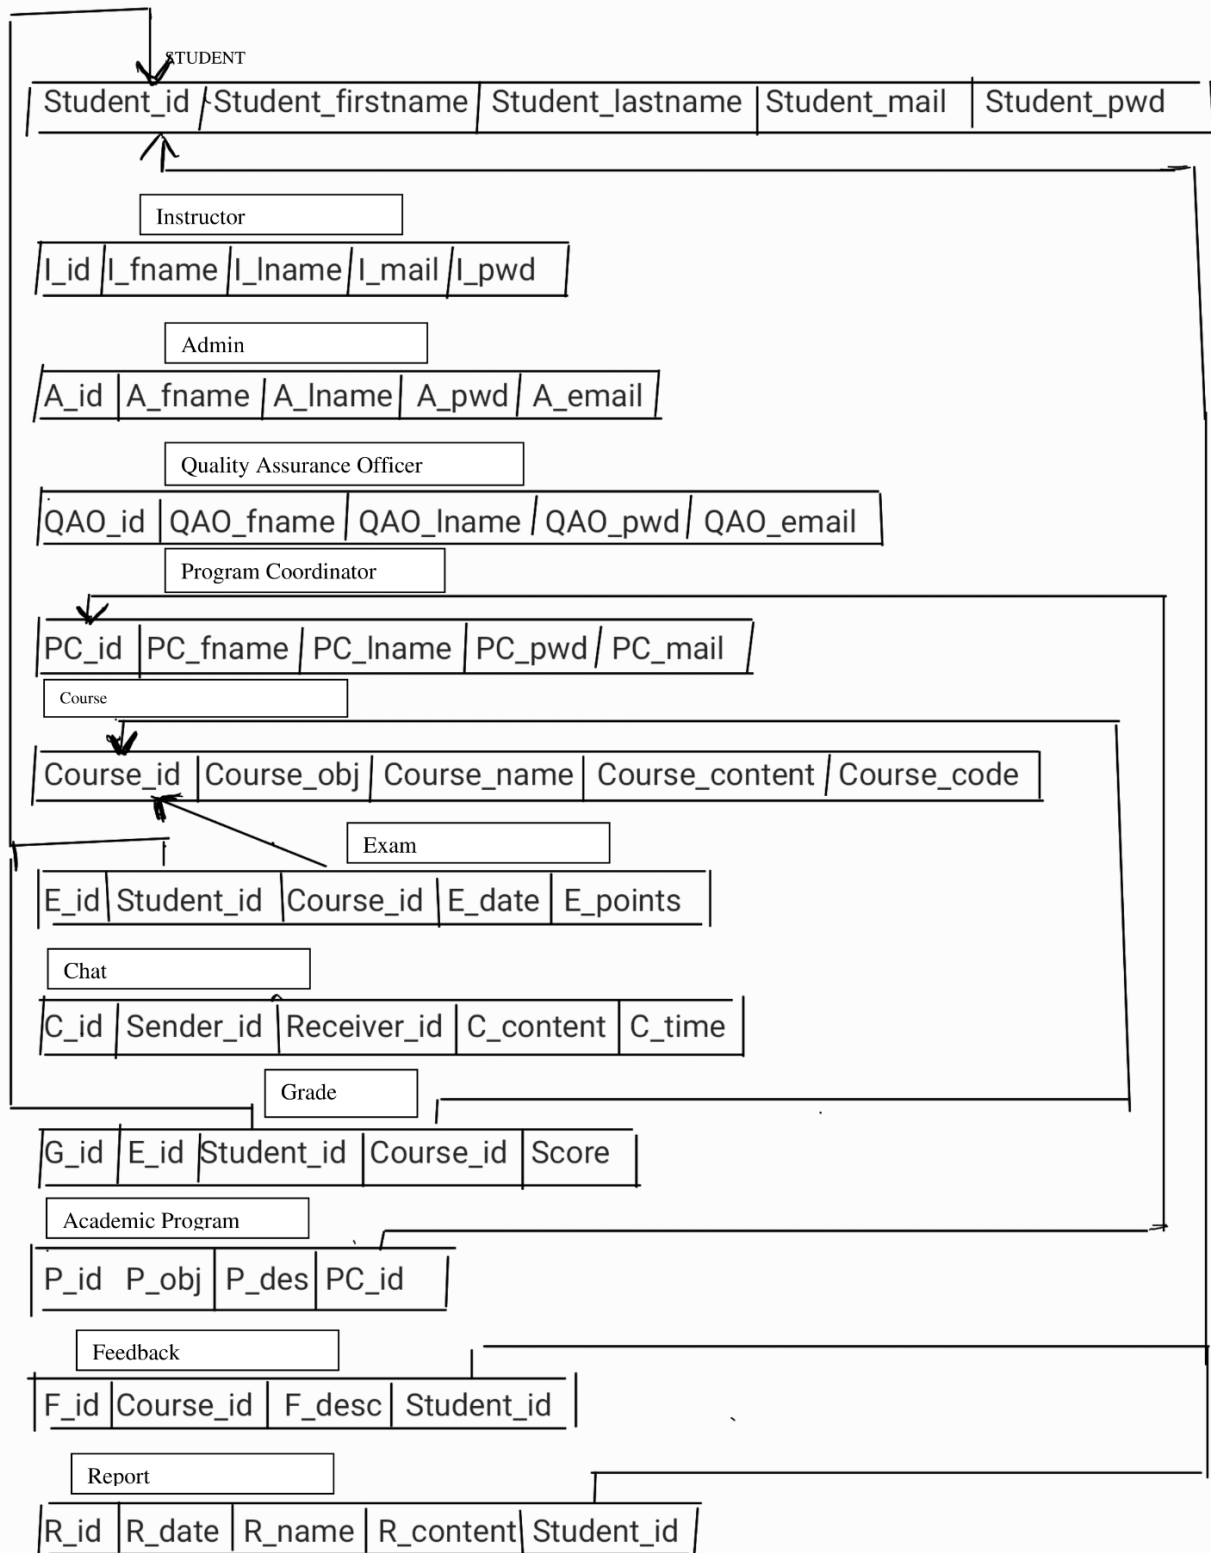 STUDENT
Student_id Student_firstname Student_lastname Student_mail Student_pwd
Instructor
I_id I_fname I_lname I_mail I_pwd
Admin
A_id A_fname A_lname A_pwd A_email
Quality Assurance Officer
QAO_id QAO_fname QAO_lname QAO_pwd QAO_email
Program Coordinator
PC_id PC_fname PC_lname PC_pwd PC_mail
Course
Course_id Course_obj Course_name Course_content Course_code
Exam
E_id Student_id Course_id E_date E_points
Chat
C_id Sender_id Receiver_id C_content C_time
Grade
G_id E_id Student_id Course_id Score
Academic Program
P_id P_obj P_des PC_id
Feedback
F_id Course_id F_desc Student_id
Report
R_id R_date R_name R_content Student_id